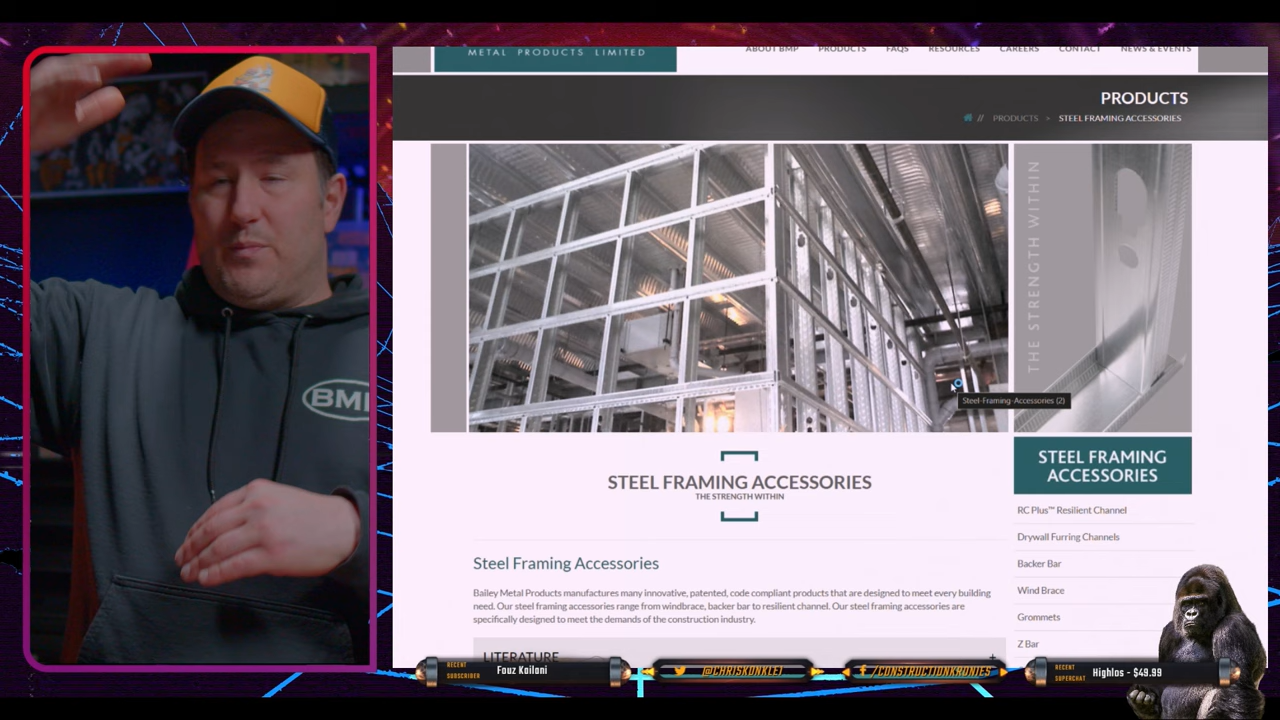 METAL PRODUCTS LIMITED
ABOUT BMP PRODUCTS FAQS RESOURCES CAREERS CONTACT NEWS & EVENTS
PRODUCTS
// PRODUCTS > STEEL FRAMING ACCESSORIES
THE STRENGTH WITHIN
Steel-Framing-Accessories (2)
BM
STEEL FRAMING ACCESSORIES
THE STRENGTH WITHIN
Steel Framing Accessories
Bailey Metal Products manufactures many innovative, patented, code compliant products that are designed to meet every building
need. Our steel framing accessories range from windbrace, backer bar to resilient channel. Our steel framing accessories are
specifically designed to meet the demands of the construction industry.
LITERATURE +
STEEL FRAMING
ACCESSORIES
RC Plus™ Resilient Channel
Drywall Furring Channels
Backer Bar
Wind Brace
Grommets
Z Bar
RECENT
SUBSCRIBER
Fouz Kailani
@CHRISKONKLEJ
/CONSTRUCTIONKRONIES
RECENT
SUPERCHAT
Highlos - $49.99